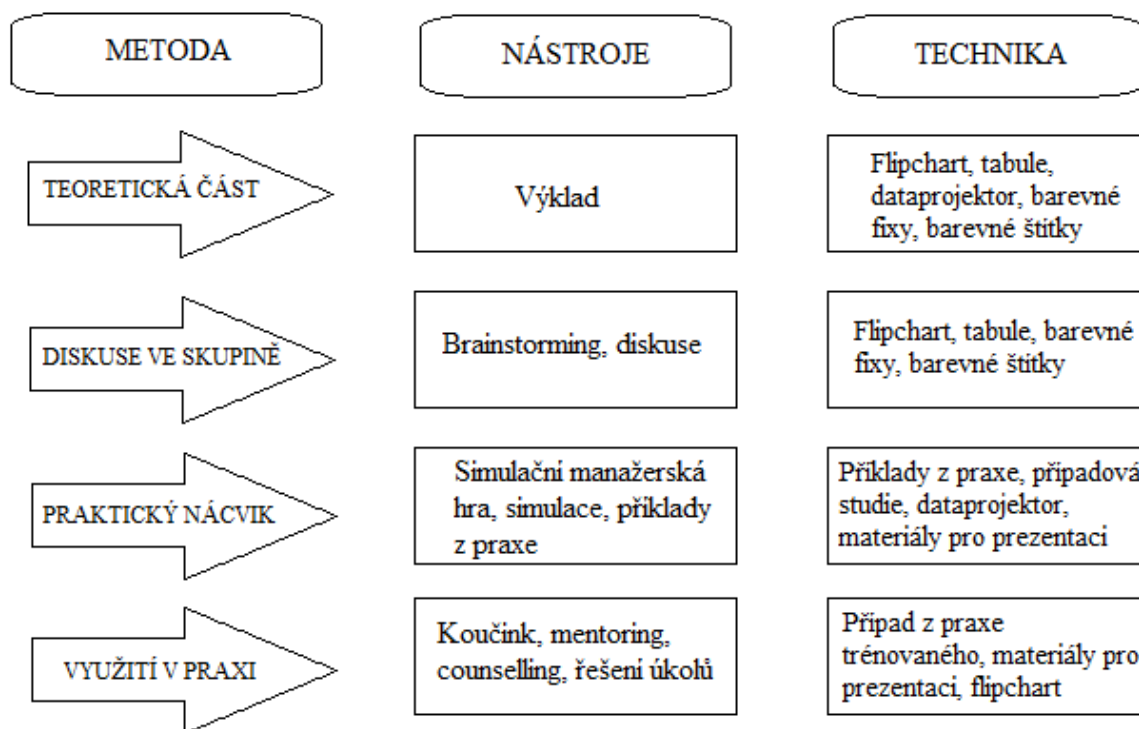 METODA
NÁSTROJE
TECHNIKA
TEORETICKÁ ČÁST
Výklad
Flipchart, tabule,
dataprojektor, barevné
fixy, barevné štítky
DISKUSE VE SKUPINĚ
Brainstorming, diskuse
Flipchart, tabule, barevné
fixy, barevné štítky
PRAKTICKÝ NÁCVIK
Simulační manažerská
hra, simulace, příklady
z praxe
Příklady z praxe, případová
studie, dataprojektor,
materiály pro prezentaci
VYUŽITÍ V PRAXI
Koučink, mentoring,
counselling, řešení úkolů
Případ z praxe
trénovaného, materiály pro
prezentaci, flipchart